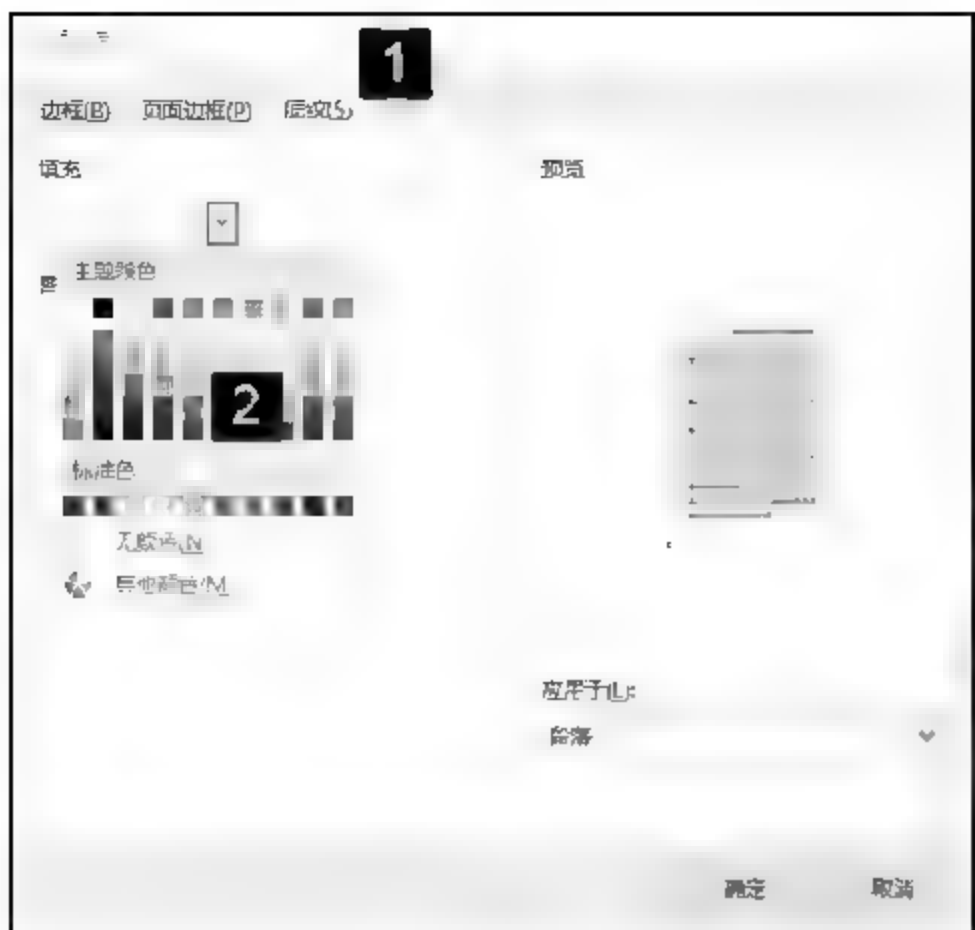 1
边框(B) 页面边框(P) 底纹(S)
填充
预览
主题颜色
2
标准色
无颜色(N)
其他颜色(M)
应用于(L):
段落
确定 取消